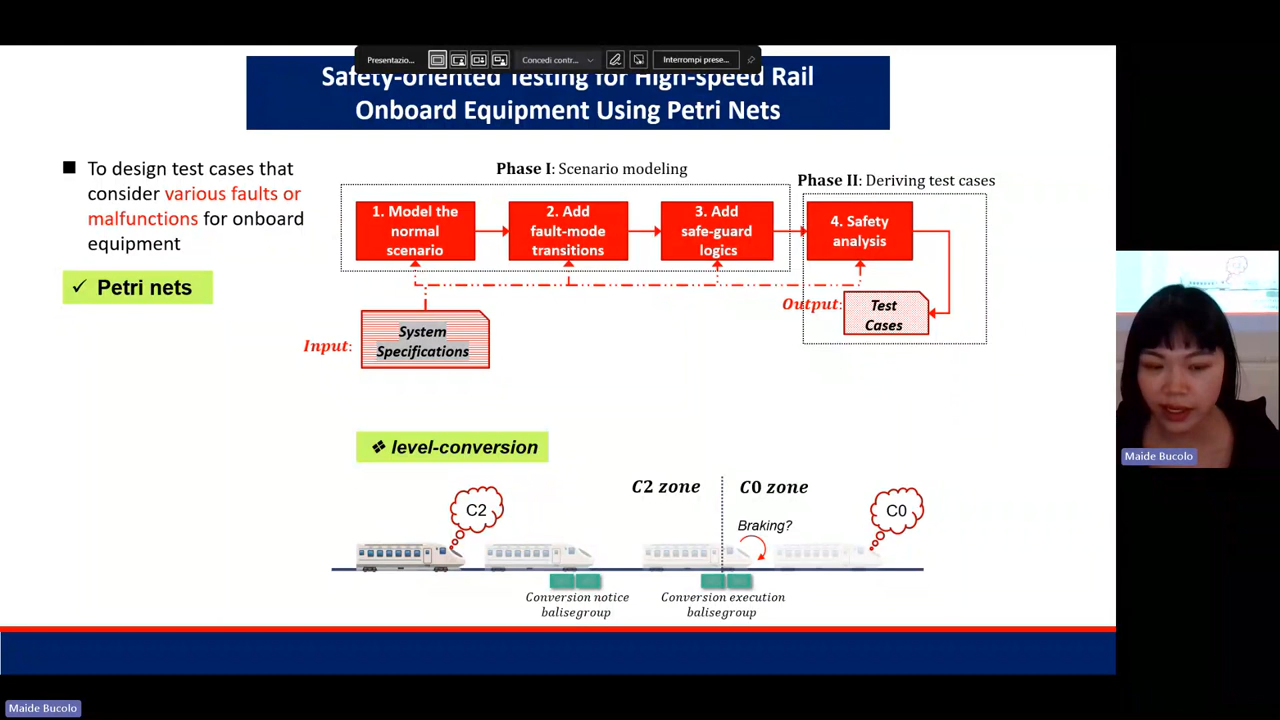 Presentazio...
Concedi contr...
Interrompi prese...
Safety-oriented Testing for High-speed Rail
Onboard Equipment Using Petri Nets
To design test cases that
consider various faults or
malfunctions for onboard
equipment
✓ Petri nets
Phase I: Scenario modeling
Phase II: Deriving test cases
1. Model the
normal
scenario
2. Add
fault-mode
transitions
3. Add
safe-guard
logics
4. Safety
analysis
Output:
Test
Cases
Input:
System
Specifications
❖ level-conversion
C2 zone
C0 zone
C2
Braking?
C0
Conversion notice
balisegroup
Conversion execution
balisegroup
Maide Bucolo
Maide Bucolo